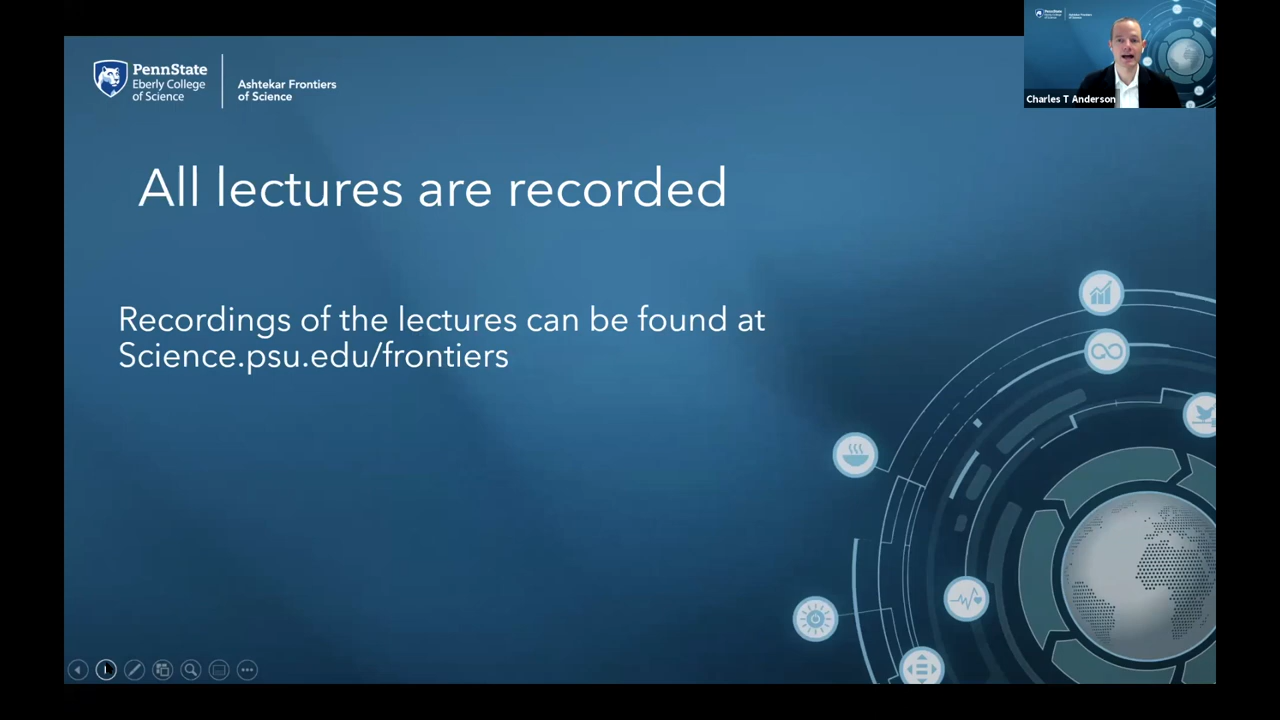 PennState
Eberly College
of Science
Ashtekar Frontiers
of Science
Charles T Anderson
All lectures are recorded
Recordings of the lectures can be found at
Science.psu.edu/frontiers